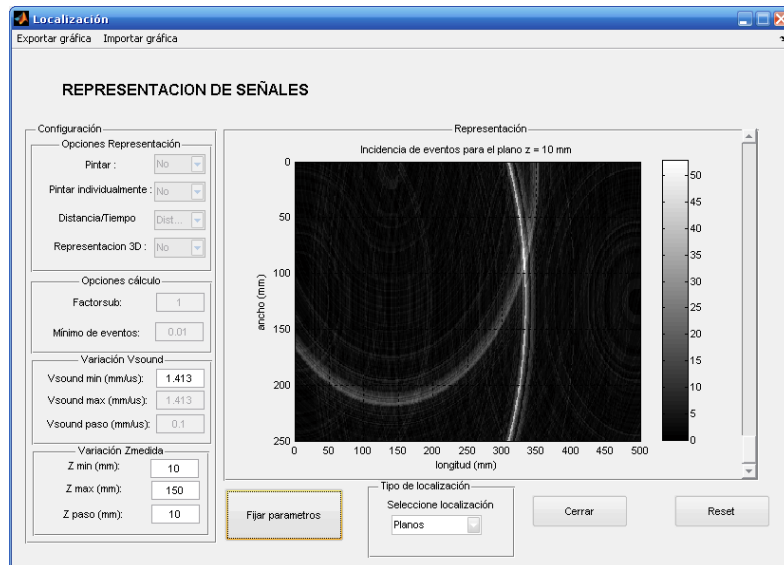 Localización
Exportar gráfica Importar gráfica
REPRESENTACION DE SEÑALES
Configuración
Opciones Representación
Pintar : No
Pintar individualmente : No
Distancia/Tiempo Dist...
Representacion 3D : No
Opciones cálculo
Factorsub: 1
Mínimo de eventos: 0.01
Variación Vsound
Vsound min (mm/us): 1.413
Vsound max (mm/us): 1.413
Vsound paso (mm/us): 0.1
Variación Zmedida
Z min (mm): 10
Z max (mm): 150
Z paso (mm): 10
Representación
Incidencia de eventos para el plano z = 10 mm
0
50
100
150
200
250
ancho (mm)
0 50 100 150 200 250 300 350 400 450 500
longitud (mm)
50
45
40
35
30
25
20
15
10
5
0
Fijar parametros
Tipo de localización
Seleccione localización
Planos
Cerrar
Reset